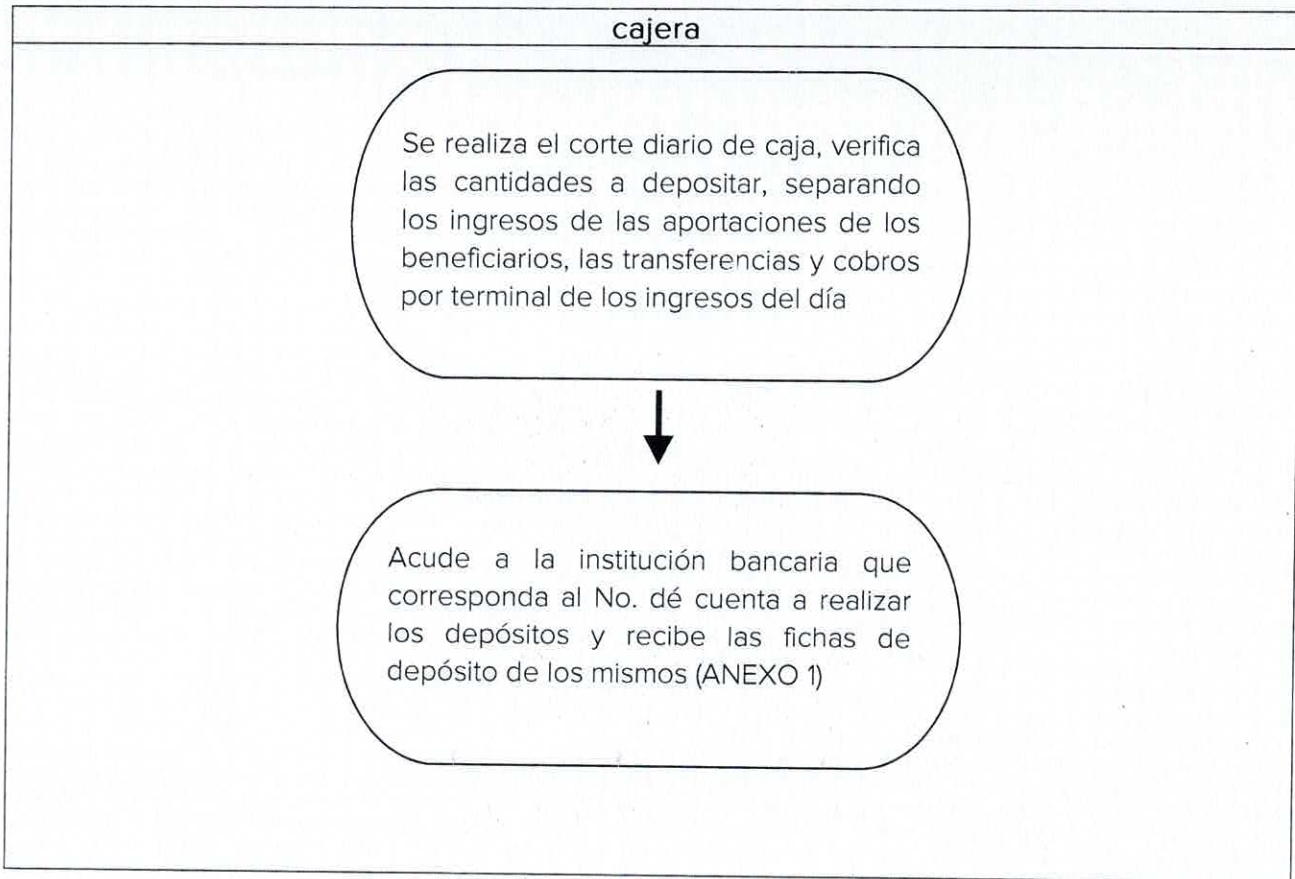 cajera
Se realiza el corte diario de caja, verifica
las cantidades a depositar, separando
los ingresos de las aportaciones de los
beneficiarios, las transferencias y cobros
por terminal de los ingresos del día
Acude a la institución bancaria que
corresponda al No. dé cuenta a realizar
los depósitos y recibe las fichas de
depósito de los mismos (ANEXO 1)